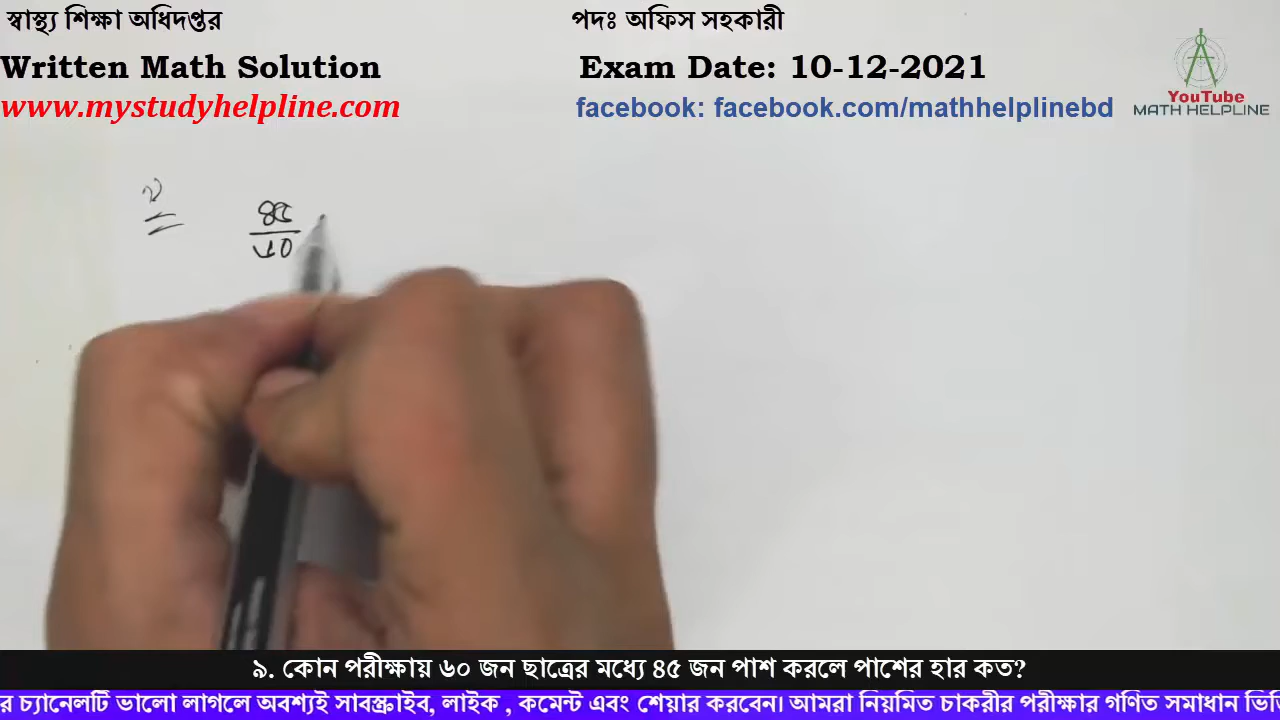 স্বাস্থ্য শিক্ষা অধিদপ্তর
পদঃ অফিস সহকারী
Written Math Solution
Exam Date: 10-12-2021
www.mystudyhelpline.com
facebook: facebook.com/mathhelplinebd
YouTube
MATH HELPLINE
৪৫
৬০
৯. কোন পরীক্ষায় ৬০ জন ছাত্রের মধ্যে ৪৫ জন পাশ করলে পাশের হার কত?
র চ্যানেলটি ভালো লাগলে অবশ্যই সাবস্ক্রাইব, লাইক , কমেন্ট এবং শেয়ার করবেন। আমরা নিয়মিত চাকরীর পরীক্ষার গণিত সমাধান ভিডি